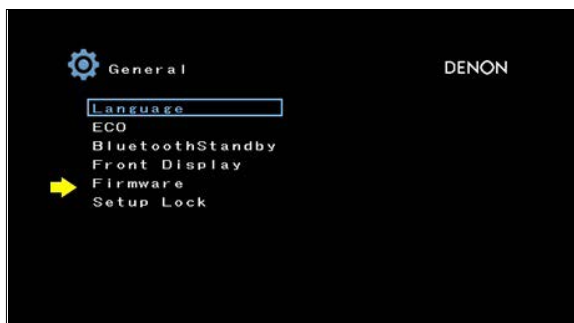 General
DENON
Language
ECO
BluetoothStandby
Front Display
Firmware
Setup Lock